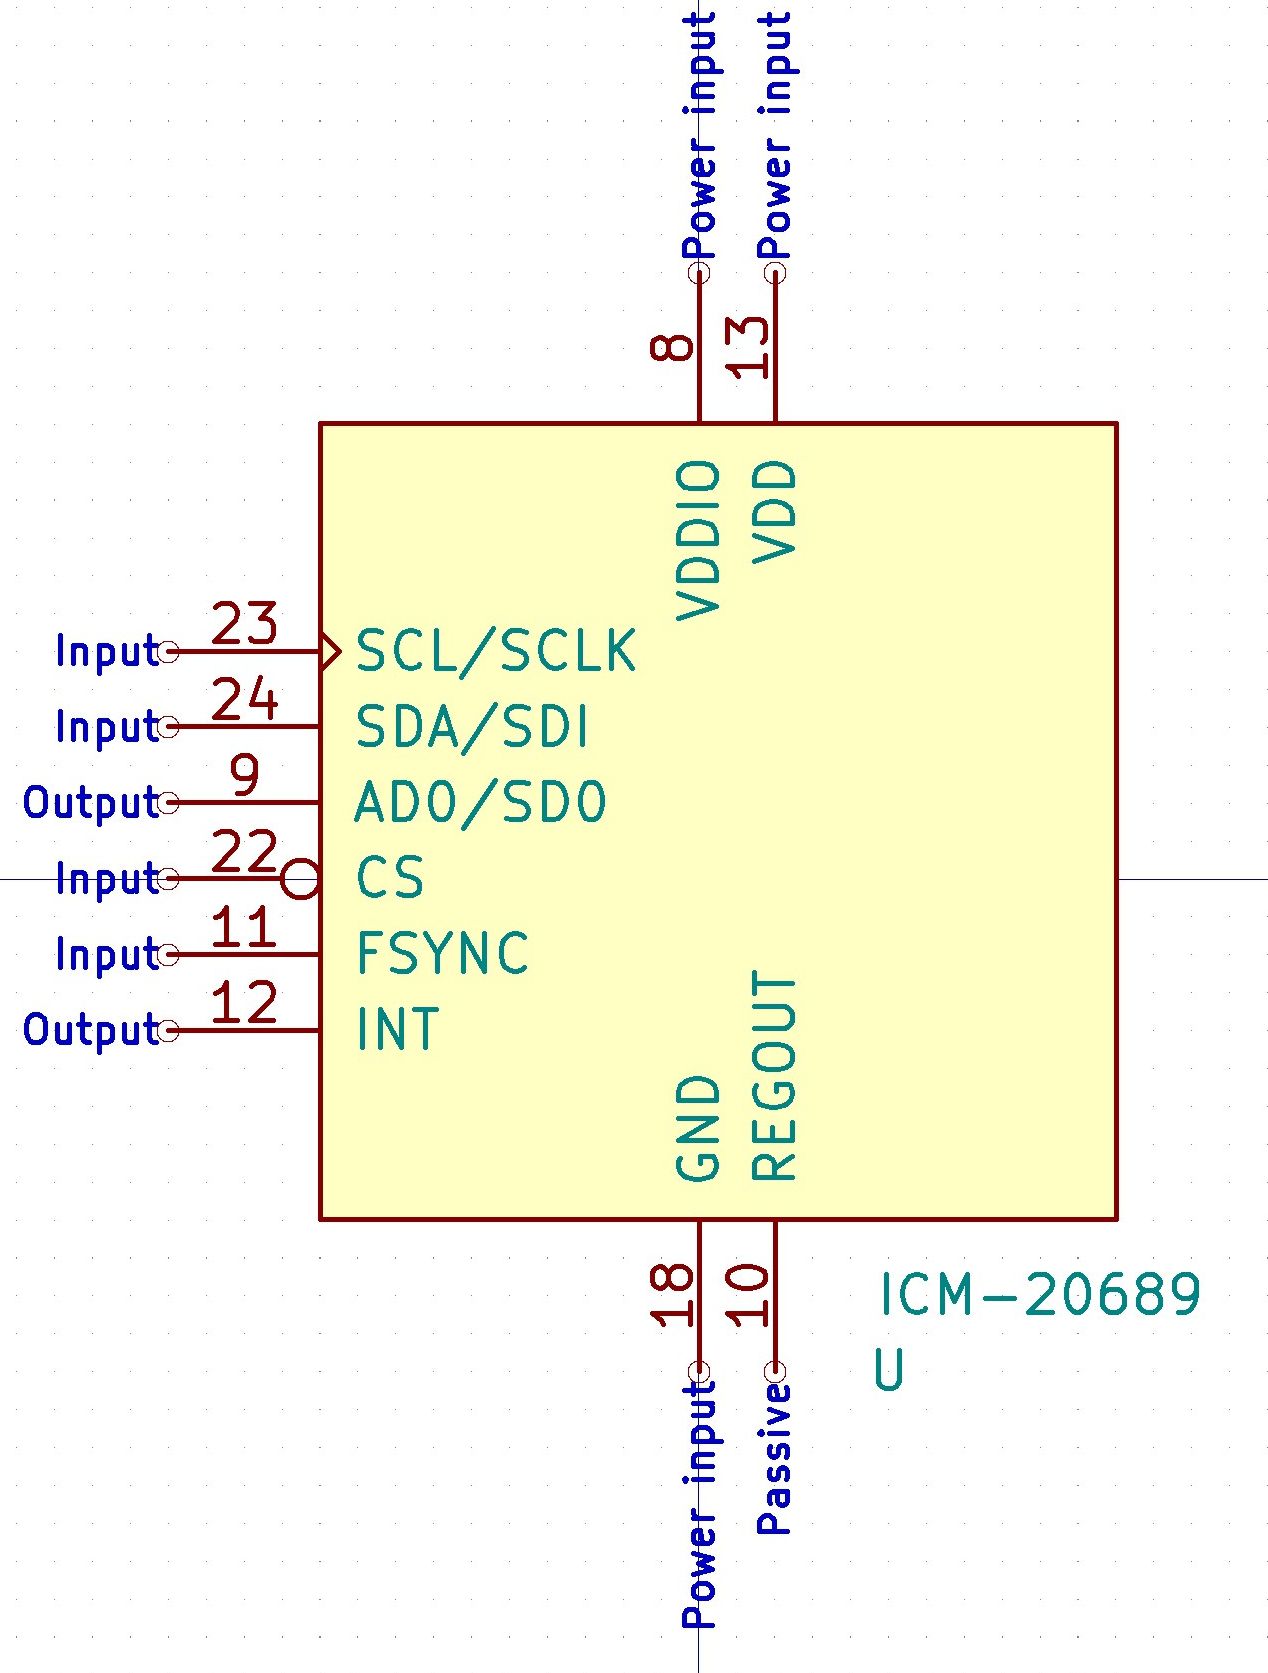 Power input
Power input
8
13
VDDIO
VDD
Input 23 SCL/SCLK
Input 24 SDA/SDI
Output 9 AD0/SD0
Input 22 CS
Input 11 FSYNC
Output 12 INT
GND
REGOUT
18
10
ICM-20689
U
Power input
Passive